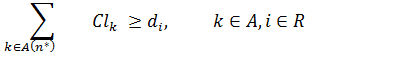 ∑ Cl_k ≥ d_i,    k ∈ A, i ∈ R
k∈A(n*)